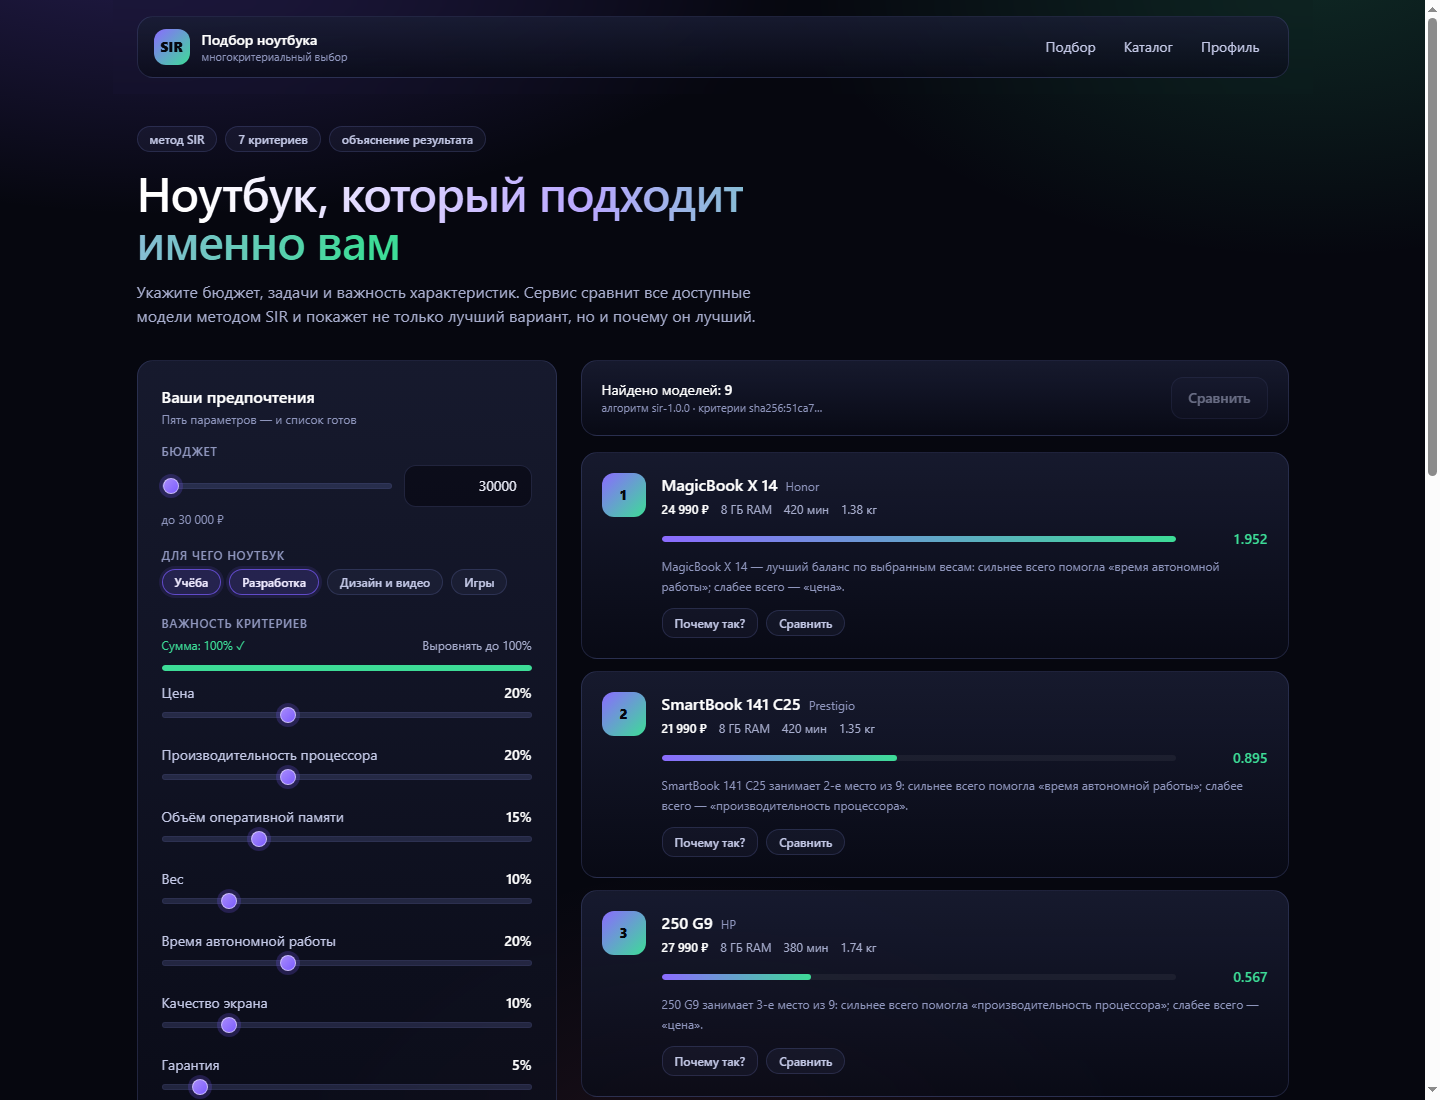 SIR
Подбор ноутбука
многокритериальный выбор
Подбор
Каталог
Профиль
метод SIR
7 критериев
объяснение результата
Ноутбук, который подходит
именно вам
Укажите бюджет, задачи и важность характеристик. Сервис сравнит все доступные
модели методом SIR и покажет не только лучший вариант, но и почему он лучший.
Ваши предпочтения
Пять параметров — и список готов
БЮДЖЕТ
30000
до 30 000 ₽
ДЛЯ ЧЕГО НОУТБУК
Учёба
Разработка
Дизайн и видео
Игры
ВАЖНОСТЬ КРИТЕРИЕВ
Сумма: 100% ✓
Выровнять до 100%
Цена
20%
Производительность процессора
20%
Объём оперативной памяти
15%
Вес
10%
Время автономной работы
20%
Качество экрана
10%
Гарантия
5%
Найдено моделей: 9
алгоритм sir-1.0.0 · критерии sha256:51ca7...
Сравнить
1
MagicBook X 14 Honor
24 990 ₽ 8 ГБ RAM 420 мин 1.38 кг
1.952
MagicBook X 14 — лучший баланс по выбранным весам: сильнее всего помогла «время автономной
работы»; слабее всего — «цена».
Почему так?
Сравнить
2
SmartBook 141 C25 Prestigio
21 990 ₽ 8 ГБ RAM 420 мин 1.35 кг
0.895
SmartBook 141 C25 занимает 2-е место из 9: сильнее всего помогла «время автономной работы»; слабее
всего — «производительность процессора».
Почему так?
Сравнить
3
250 G9 HP
27 990 ₽ 8 ГБ RAM 380 мин 1.74 кг
0.567
250 G9 занимает 3-е место из 9: сильнее всего помогла «производительность процессора»; слабее всего —
«цена».
Почему так?
Сравнить